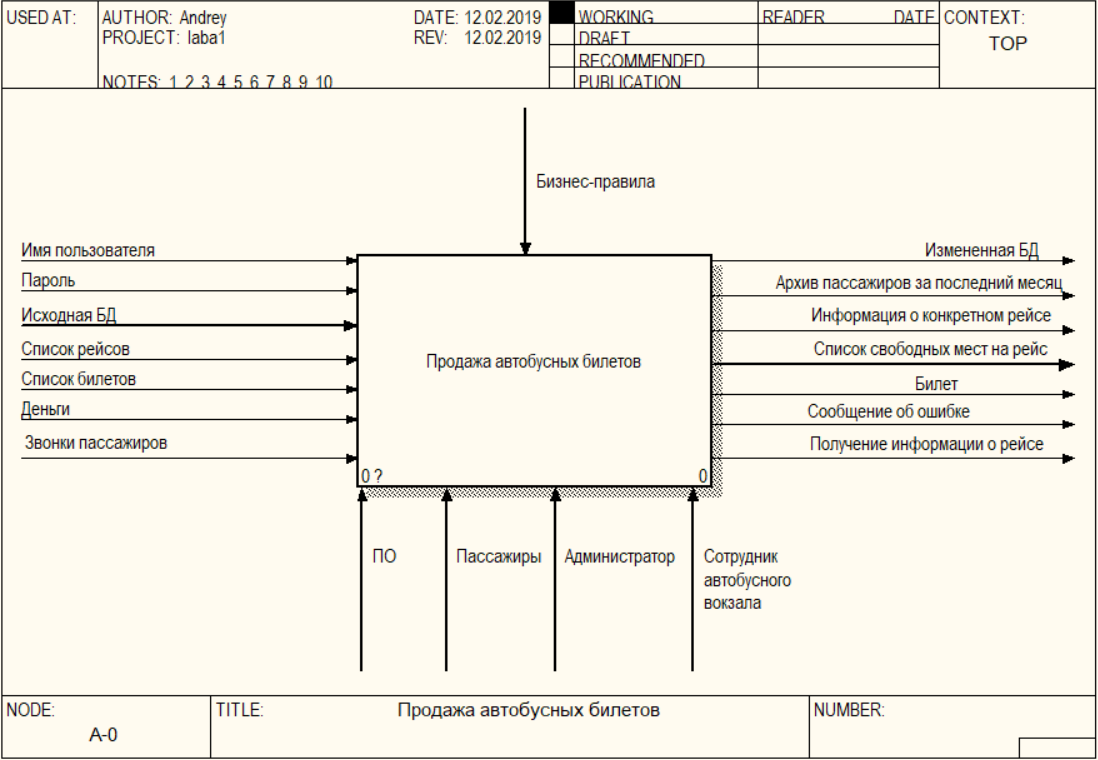 USED AT:
AUTHOR: Andrey
DATE: 12.02.2019
PROJECT: laba1
REV: 12.02.2019
NOTES: 1 2 3 4 5 6 7 8 9 10
WORKING
DRAFT
RECOMMENDED
PUBLICATION
READER DATE
CONTEXT:
TOP
Бизнес-правила
Имя пользователя
Пароль
Исходная БД
Список рейсов
Список билетов
Деньги
Звонки пассажиров
Продажа автобусных билетов
0 ?
0
Измененная БД
Архив пассажиров за последний месяц
Информация о конкретном рейсе
Список свободных мест на рейс
Билет
Сообщение об ошибке
Получение информации о рейсе
ПО
Пассажиры
Администратор
Сотрудник
автобусного
вокзала
NODE:
A-0
TITLE:
Продажа автобусных билетов
NUMBER: